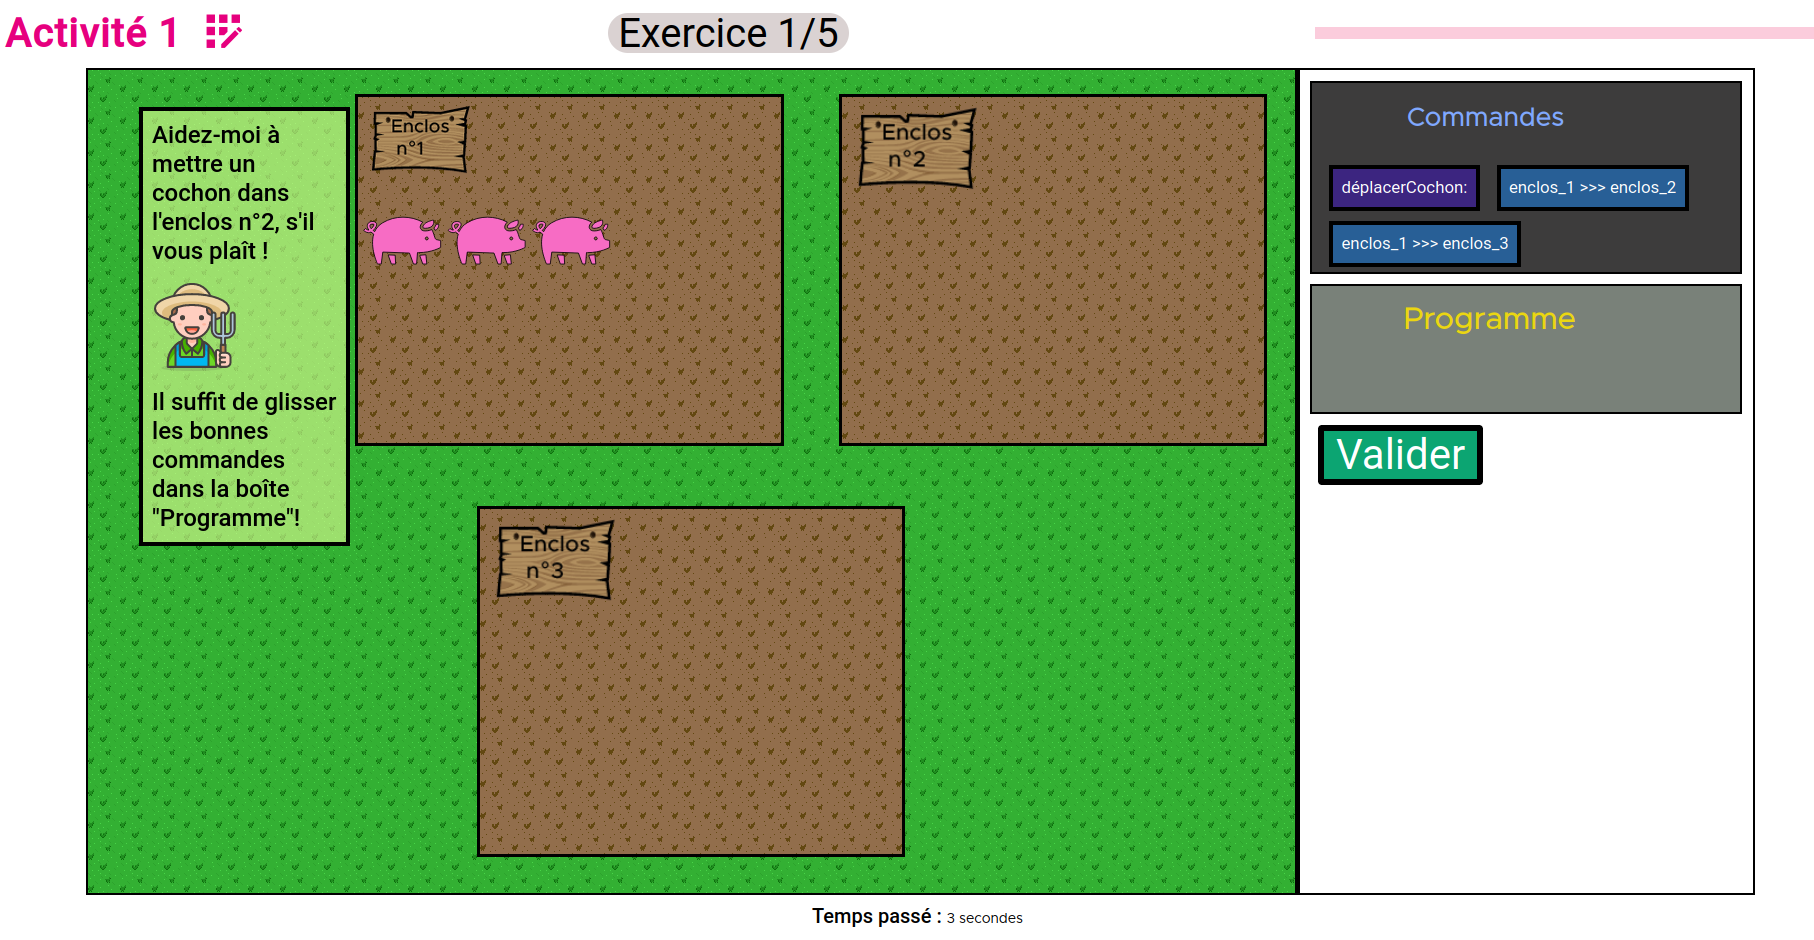 Activité 1
Exercice 1/5
Aidez-moi à
mettre un
cochon dans
l'enclos n°2, s'il
vous plaît !
Il suffit de glisser
les bonnes
commandes
dans la boîte
"Programme"!
Enclos
n°1
Enclos
n°2
Enclos
n°3
Commandes
déplacerCochon: enclos_1 >>> enclos_2
enclos_1 >>> enclos_3
Programme
Valider
Temps passé : 3 secondes